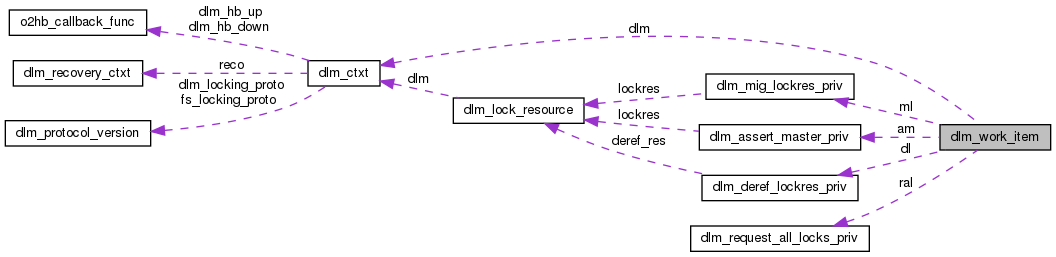 dlm_hb_up
dlm_hb_down
o2hb_callback_func
dlm
reco
dlm_recovery_ctxt
dlm_ctxt
dlm
dlm_locking_proto
fs_locking_proto
lockres
dlm_mig_lockres_priv
dlm_lock_resource
ml
lockres
am
dlm_protocol_version
dlm_assert_master_priv
dlm_work_item
deref_res
dl
dlm_deref_lockres_priv
ral
dlm_request_all_locks_priv